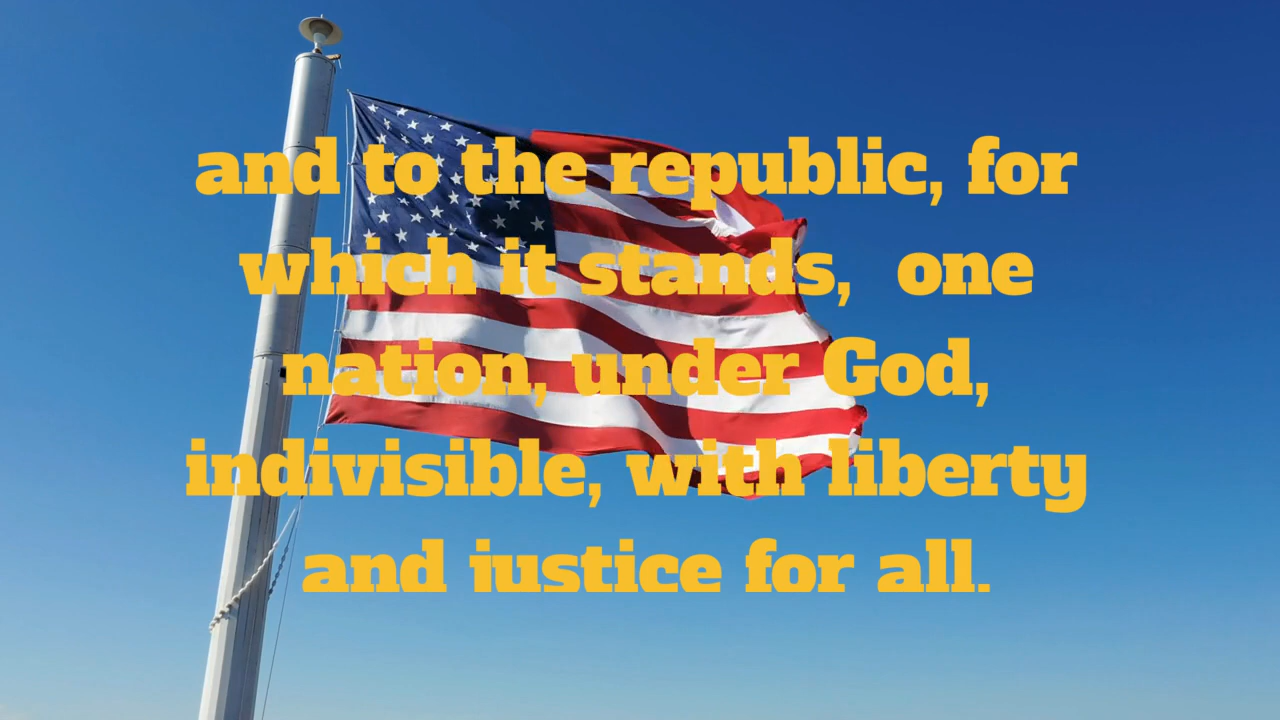 and to the republic, for
which it stands,  one
nation, under God,
indivisible, with liberty
and justice for all.